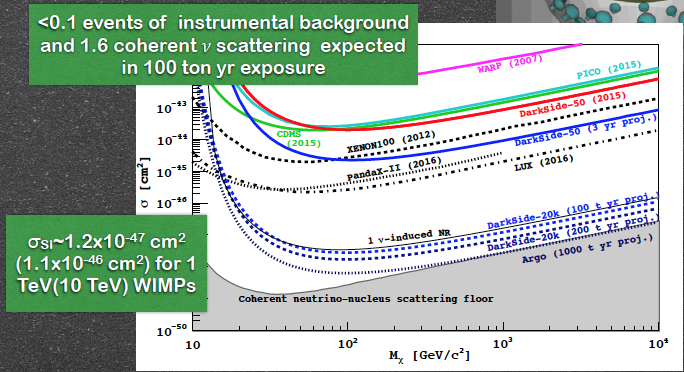 <0.1 events of instrumental background
and 1.6 coherent ν scattering expected
in 100 ton yr exposure
WARP (2007)
PICO (2015)
DarkSide-50 (2015)
CDMS
(2015)
XENON100 (2012)
DarkSide-50 (3 yr proj.)
PandaX-II (2016)
LUX (2016)
DarkSide-20k (100 t yr proj.)
1 ν-induced NR
DarkSide-20k (200 t yr proj.)
Argo (1000 t yr proj.)
Coherent neutrino-nucleus scattering floor
σ [cm²]
10⁻⁴³
10⁻⁴⁴
10⁻⁴⁵
10⁻⁴⁶
10⁻⁵⁰
σSI~1.2x10⁻⁴⁷ cm²
(1.1x10⁻⁴⁶ cm²) for 1
TeV(10 TeV) WIMPs
10
10²
10³
10⁴
Mχ [GeV/c²]